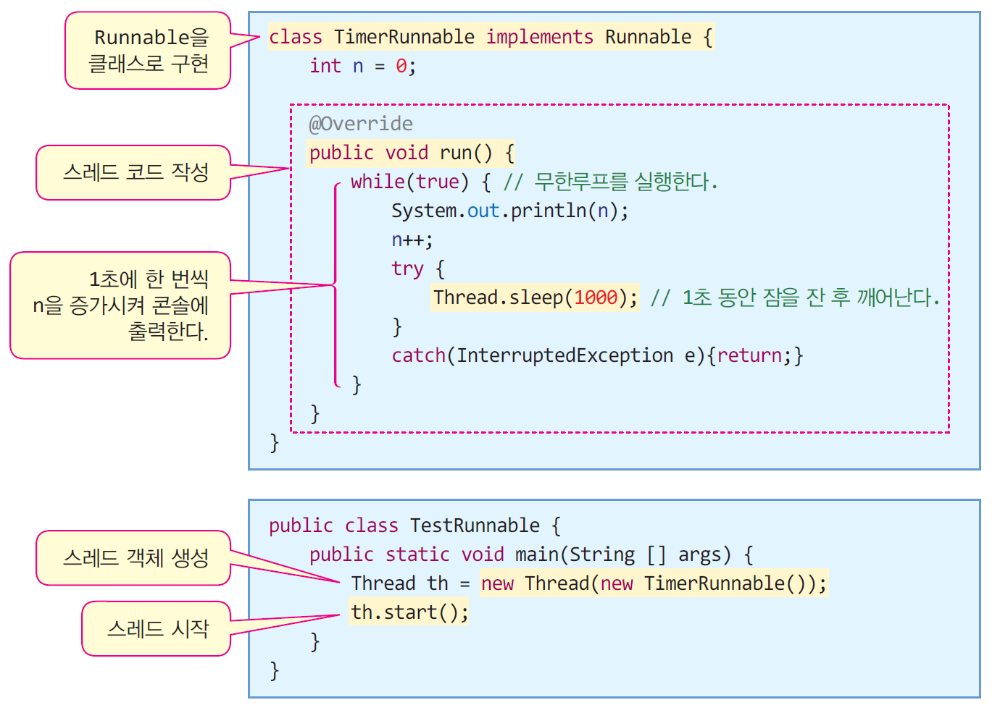 Runnable을
클래스로 구현
class TimerRunnable implements Runnable {
int n = 0;
@Override
스레드 코드 작성
public void run() {
while(true) { // 무한루프를 실행한다.
System.out.println(n);
n++;
try {
1초에 한 번씩
n을 증가시켜 콘솔에
출력한다.
Thread.sleep(1000); // 1초 동안 잠을 잔 후 깨어난다.
}
catch(InterruptedException e){return;}
}
}
}
public class TestRunnable {
public static void main(String [] args) {
스레드 객체 생성
Thread th = new Thread(new TimerRunnable());
스레드 시작
th.start();
}
}